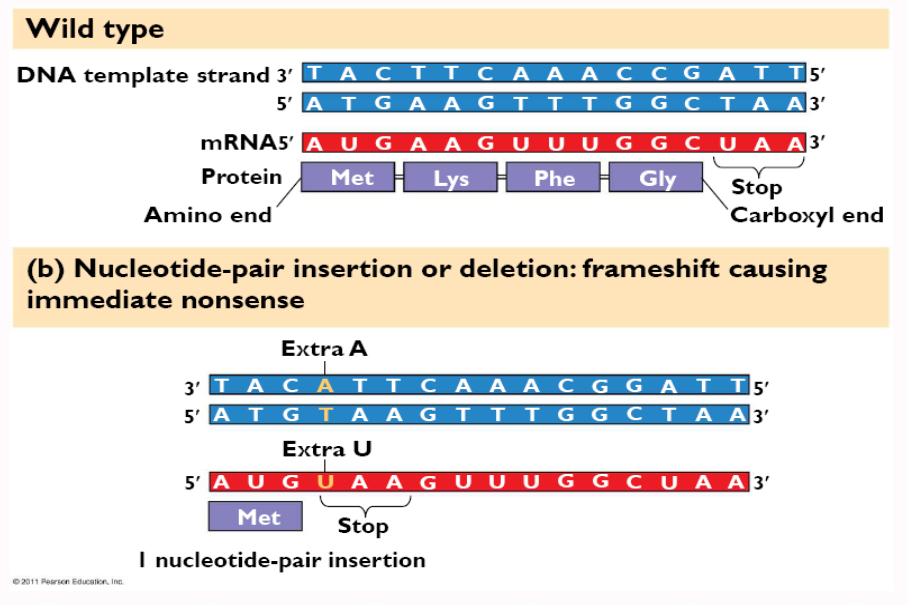 Wild type
DNA template strand 3′ T A C T T C A A A C C G A T T 5′
5′ A T G A A G T T T G G C T A A 3′
mRNA5′ A U G A A G U U U G G C U A A 3′
Protein Met Lys Phe Gly
Stop
Amino end Carboxyl end
(b) Nucleotide-pair insertion or deletion: frameshift causing
immediate nonsense
Extra A
3′ T A C A T T C A A A C G G A T T 5′
5′ A T G T A A G T T T G G C T A A 3′
Extra U
5′ A U G U A A G U U U G G C U A A 3′
Met
Stop
1 nucleotide-pair insertion
© 2011 Pearson Education, Inc.